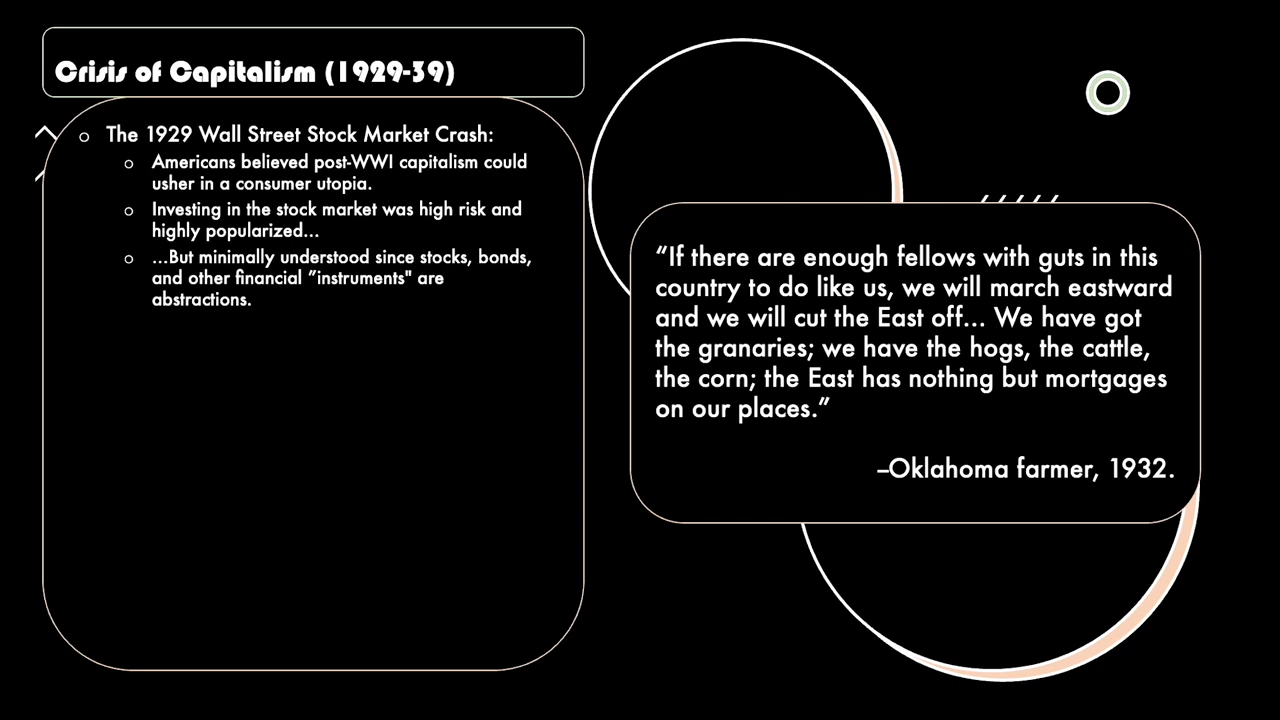 Crisis of Capitalism (1929-39)
o The 1929 Wall Street Stock Market Crash:
o Americans believed post-WWI capitalism could
usher in a consumer utopia.
o Investing in the stock market was high risk and
highly popularized...
o ...But minimally understood since stocks, bonds,
and other financial ”instruments" are
abstractions.
“If there are enough fellows with guts in this
country to do like us, we will march eastward
and we will cut the East off... We have got
the granaries; we have the hogs, the cattle,
the corn; the East has nothing but mortgages
on our places.”
–Oklahoma farmer, 1932.